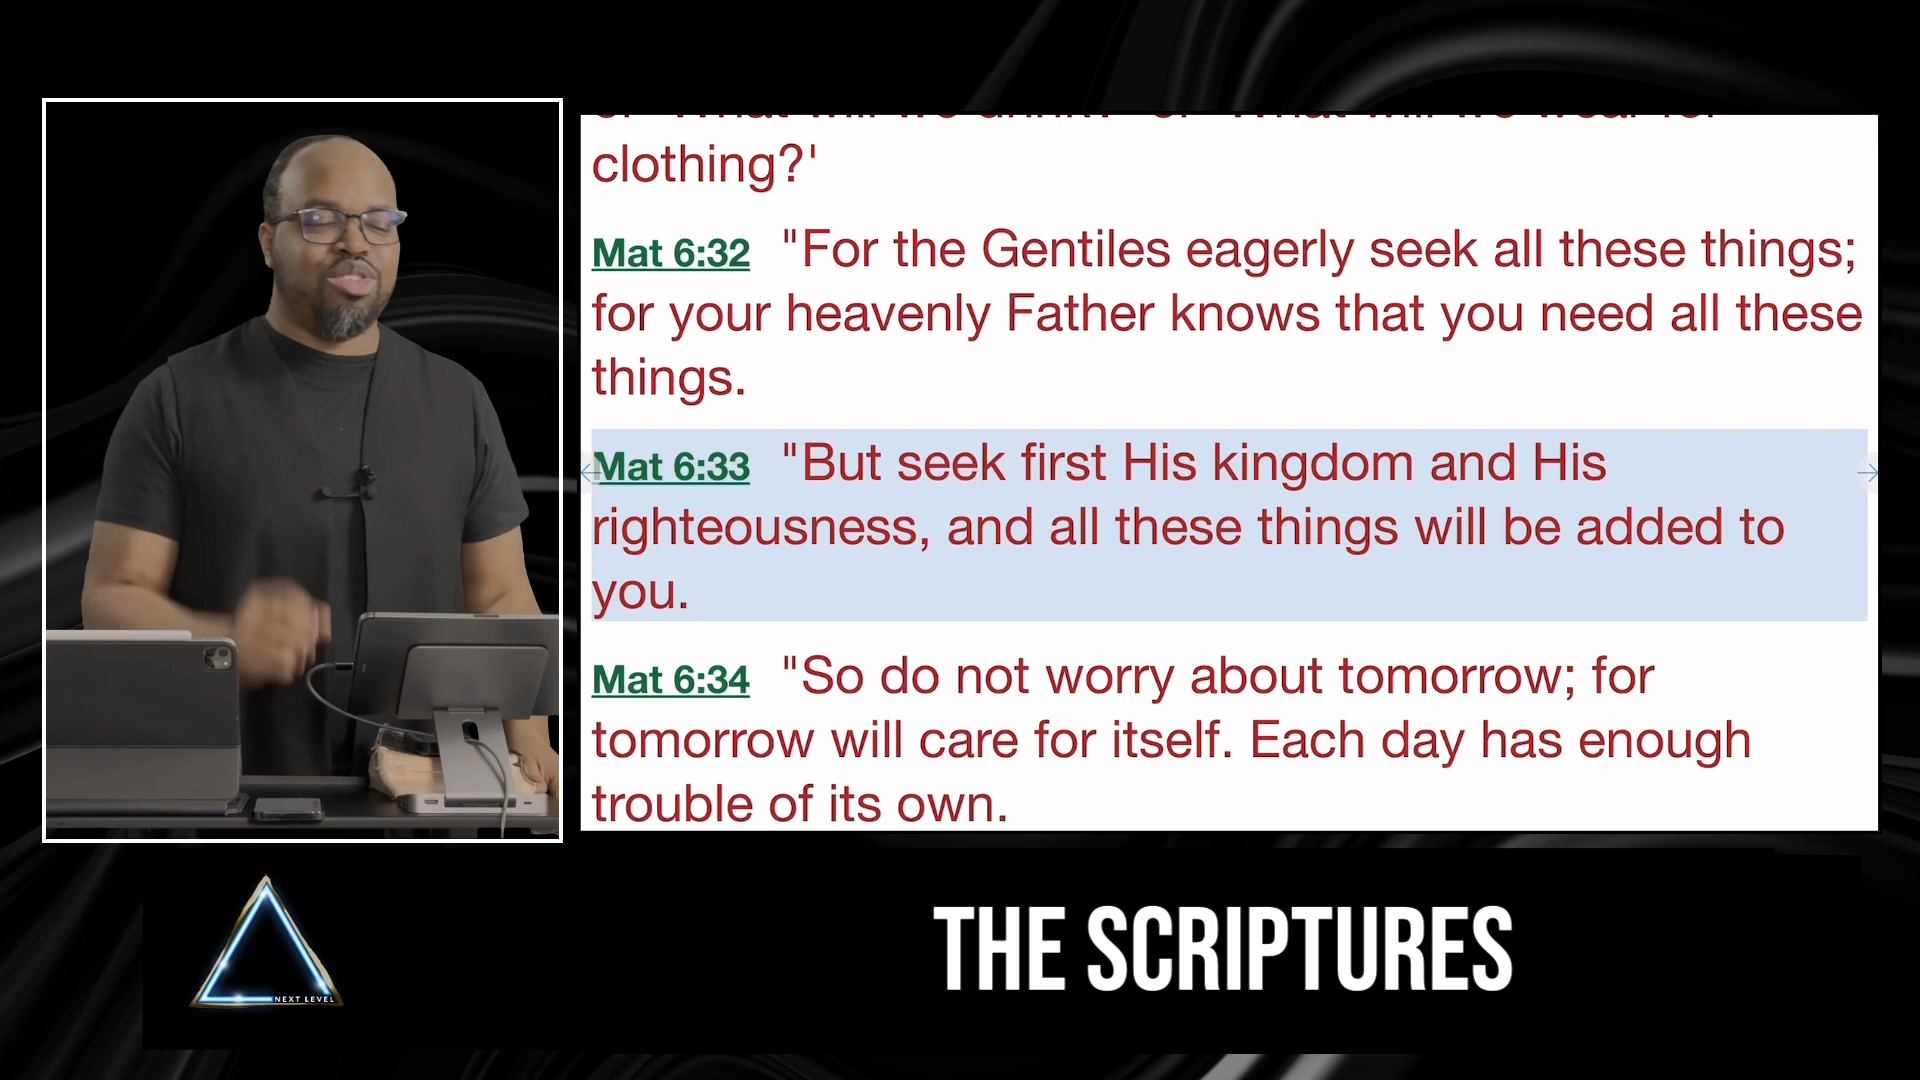 clothing?'
Mat 6:32 "For the Gentiles eagerly seek all these things;
for your heavenly Father knows that you need all these
things.
Mat 6:33 "But seek first His kingdom and His
righteousness, and all these things will be added to
you.
Mat 6:34 "So do not worry about tomorrow; for
tomorrow will care for itself. Each day has enough
trouble of its own.
NEXT LEVEL
THE SCRIPTURES